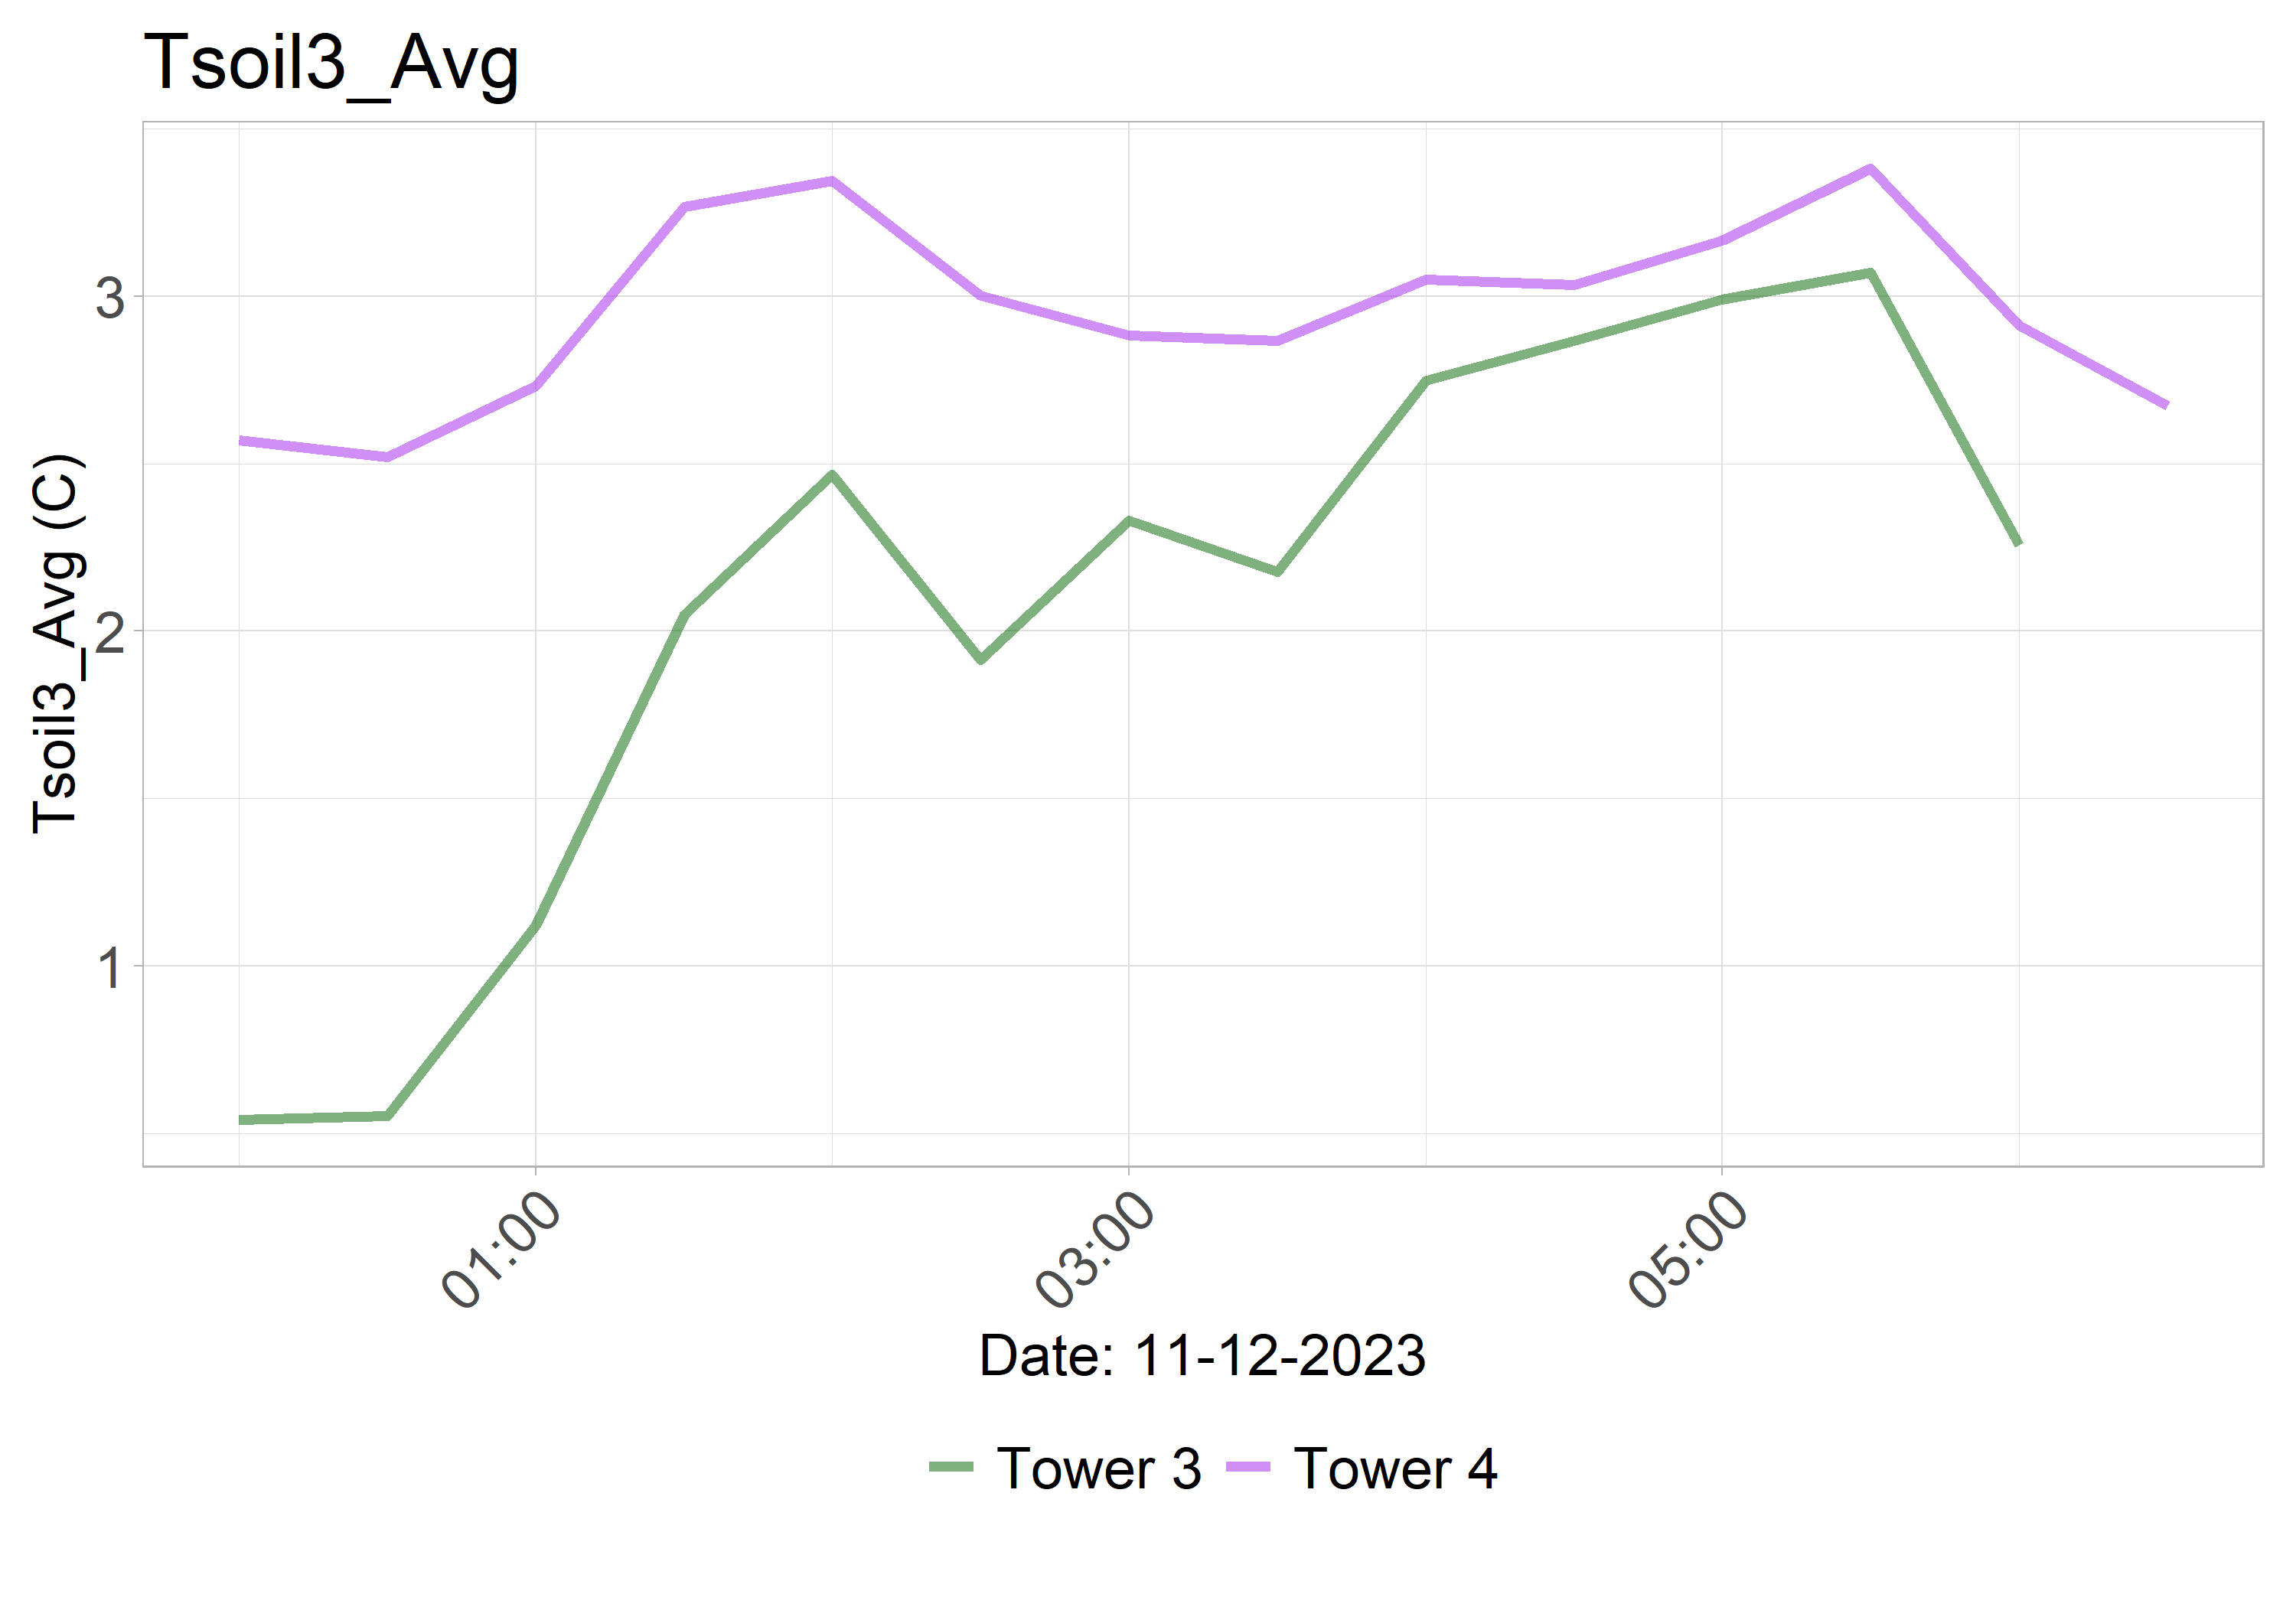 Tsoil3_Avg
Tsoil3_Avg (C)
3
2
1
01:00
03:00
05:00
Date: 11-12-2023
Tower 3
Tower 4